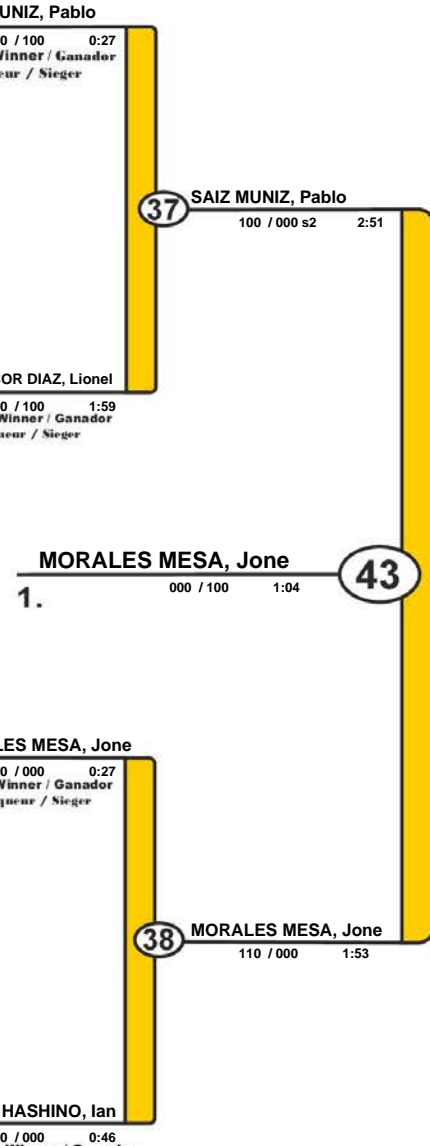 UNIZ, Pablo
0 / 100 0:27
Winner / Ganador
eur / Sieger
37
SAIZ MUNIZ, Pablo
100 / 000 s2 2:51
OR DIAZ, Lionel
0 / 100 1:59
Winner / Ganador
ueur / Sieger
MORALES MESA, Jone
43
1.
000 / 100 1:04
LES MESA, Jone
0 / 000 0:27
Winner / Ganador
queur / Sieger
38
MORALES MESA, Jone
110 / 000 1:53
HASHINO, Ian
0 / 000 0:46